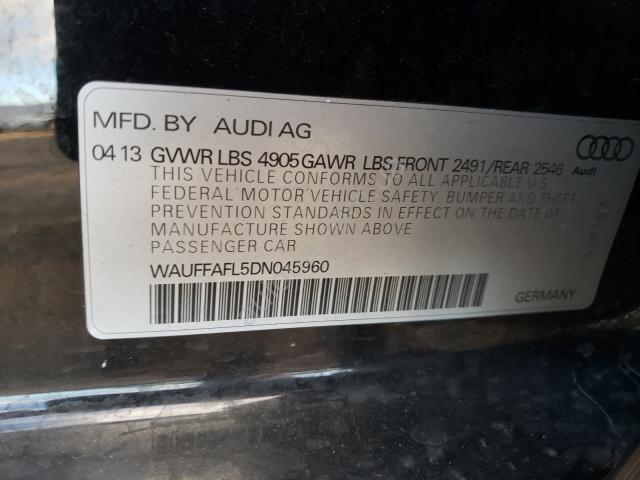 MFD. BY AUDI AG
04 13 GVWR LBS 4905 GAWR LBS FRONT 2491/REAR 2546
Audi
THIS VEHICLE CONFORMS TO ALL APPLICABLE U.S.
FEDERAL MOTOR VEHICLE SAFETY, BUMPER AND THEFT
PREVENTION STANDARDS IN EFFECT ON THE DATE OF
MANUFACTURE SHOWN ABOVE
PASSENGER CAR
WAUFFAFL5DN045960
GERMANY